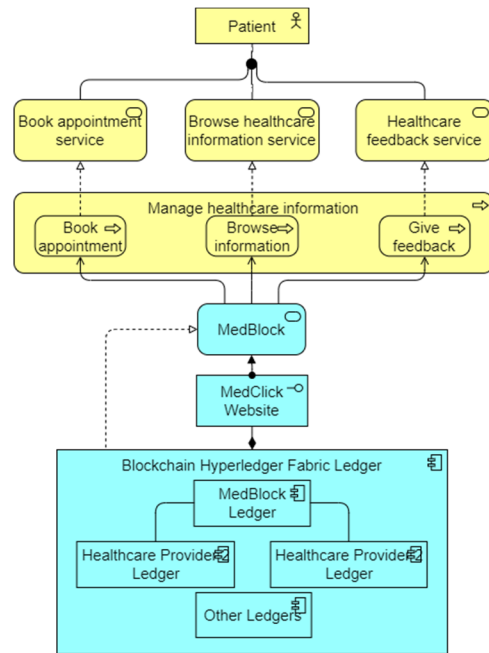 Patient
Book appointment
service
Browse healthcare
information service
Healthcare
feedback service
Manage healthcare information
Book
appointment
Browse
information
Give
feedback
MedBlock
MedClick
Website
Blockchain Hyperledger Fabric Ledger
MedBlock
Ledger
Healthcare Provider
Ledger
Healthcare Provider
Ledger
Other Ledgers